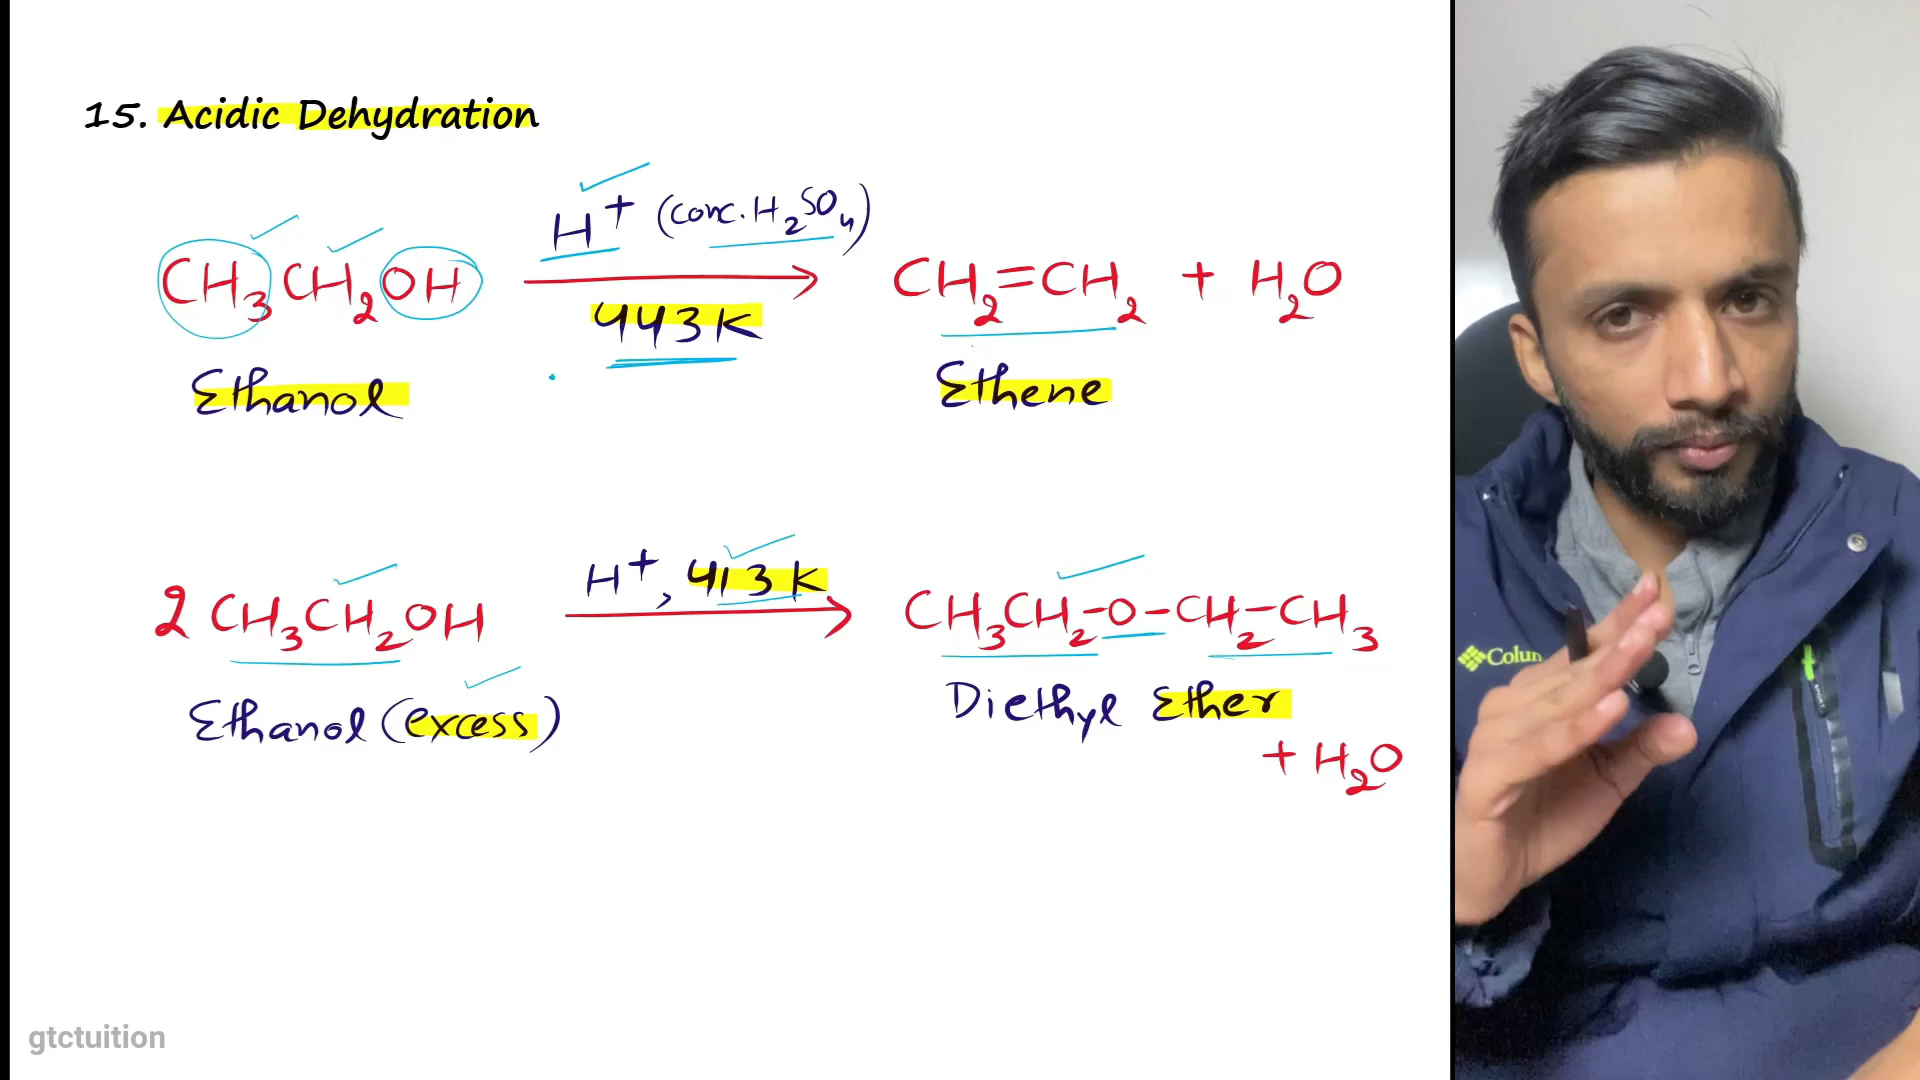 15. Acidic Dehydration
H⁺ (conc. H₂SO₄)
CH₃CH₂OH → CH₂=CH₂ + H₂O
443K
Ethanol Ethene
H⁺, 413K
2 CH₃CH₂OH → CH₃CH₂-O-CH₂-CH₃
Ethanol (excess) Diethyl Ether
+ H₂O
Colum
gtctuition